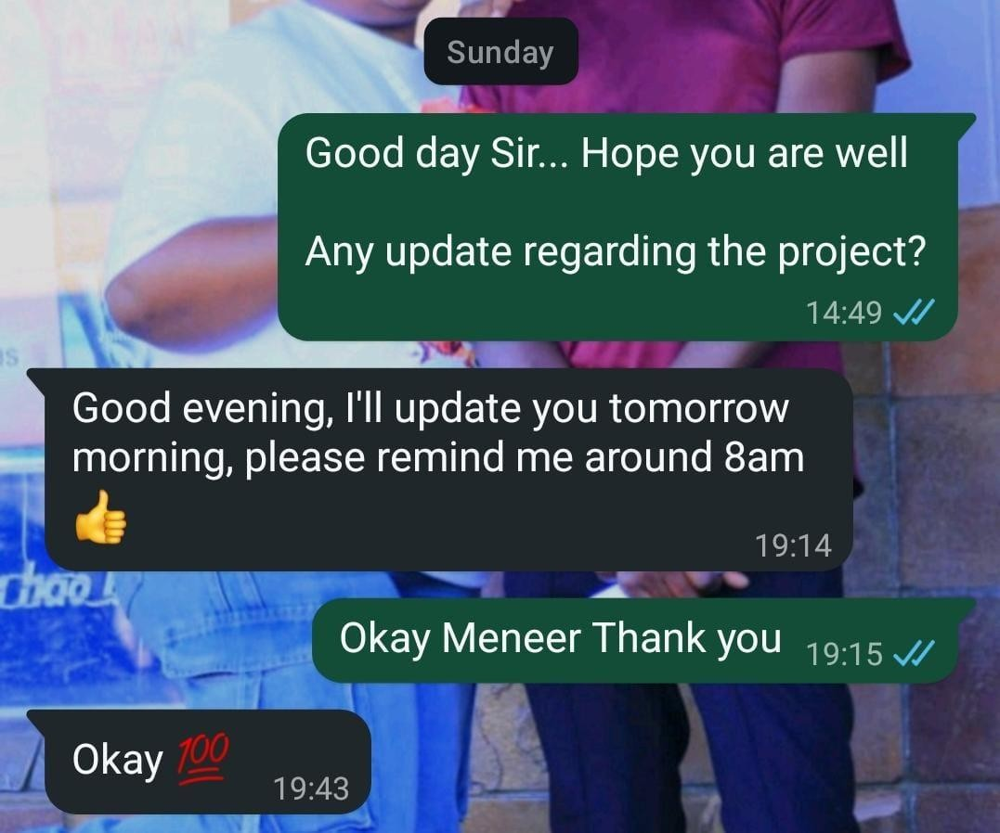 Sunday
Good day Sir... Hope you are well
Any update regarding the project?
14:49
Good evening, I'll update you tomorrow
morning, please remind me around 8am
👍
19:14
Okay Meneer Thank you 19:15
Okay 💯 19:43